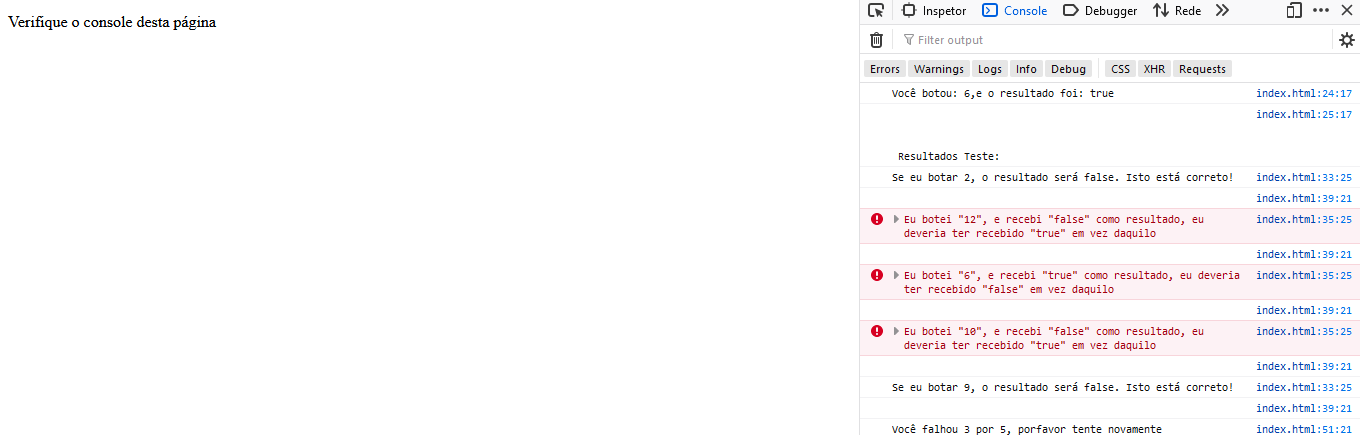 Verifique o console desta página
Inspetor Console Debugger Rede
Filter output
Errors Warnings Logs Info Debug CSS XHR Requests
Você botou: 6,e o resultado foi: true index.html:24:17
index.html:25:17
Resultados Teste:
Se eu botar 2, o resultado será false. Isto está correto! index.html:33:25
index.html:39:21
Eu botei "12", e recebi "false" como resultado, eu index.html:35:25
deveria ter recebido "true" em vez daquilo
index.html:39:21
Eu botei "6", e recebi "true" como resultado, eu deveria index.html:35:25
ter recebido "false" em vez daquilo
index.html:39:21
Eu botei "10", e recebi "false" como resultado, eu index.html:35:25
deveria ter recebido "true" em vez daquilo
index.html:39:21
Se eu botar 9, o resultado será false. Isto está correto! index.html:33:25
index.html:39:21
Você falhou 3 por 5, porfavor tente novamente index.html:51:21